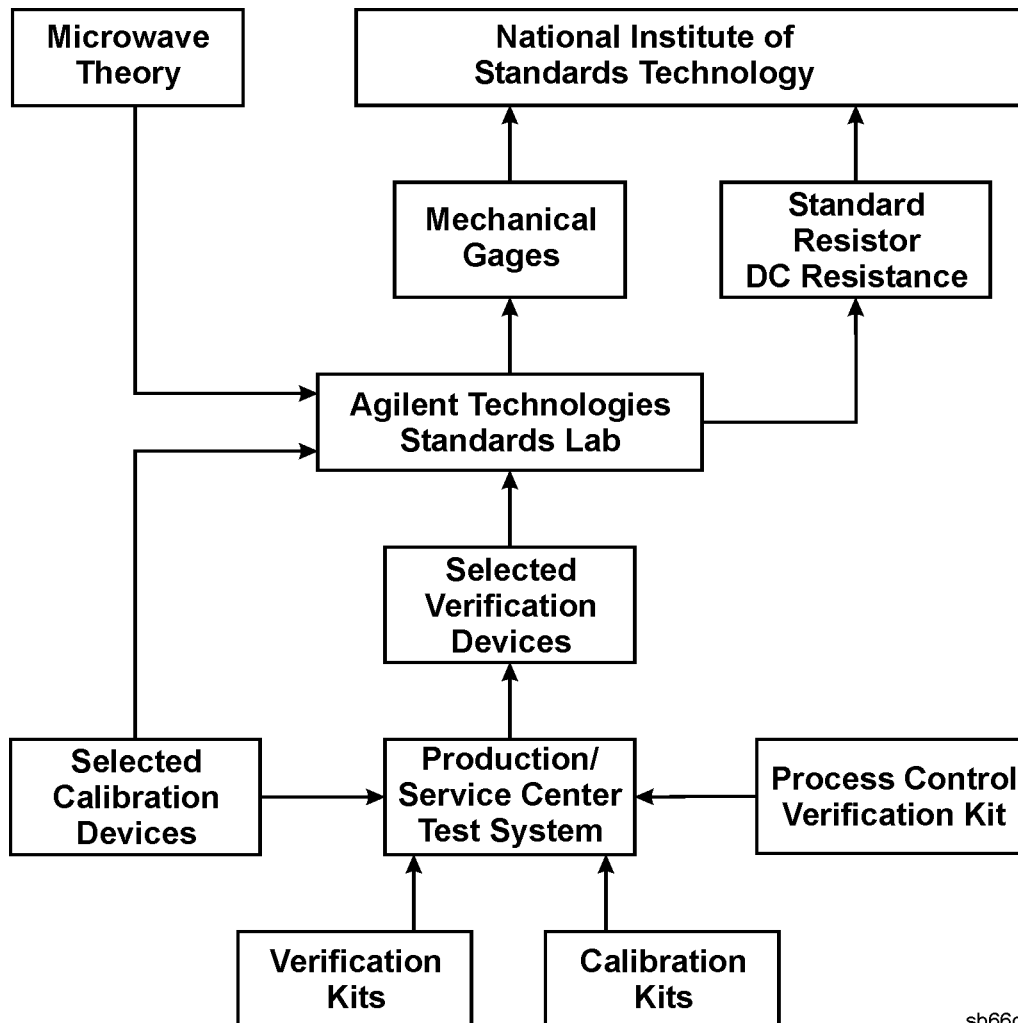 Microwave
Theory
National Institute of
Standards Technology
Mechanical
Gages
Standard
Resistor
DC Resistance
Agilent Technologies
Standards Lab
Selected
Verification
Devices
Selected
Calibration
Devices
Production/
Service Center
Test System
Process Control
Verification Kit
Verification
Kits
Calibration
Kits